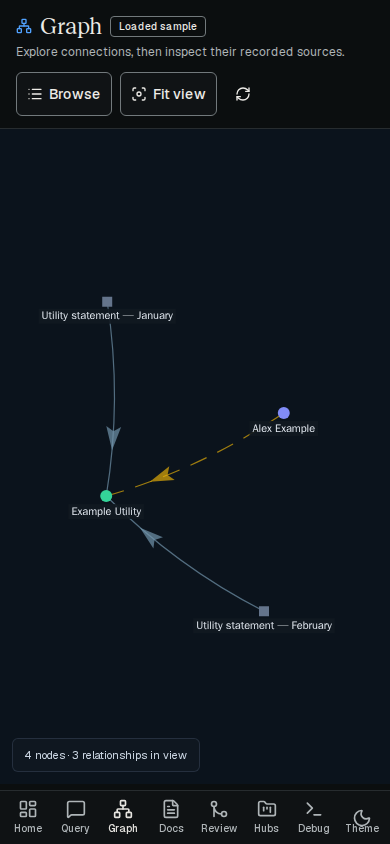 Graph Loaded sample
Explore connections, then inspect their recorded sources.
Browse Fit view
Utility statement — January
Alex Example
Example Utility
Utility statement — February
4 nodes · 3 relationships in view
Home Query Graph Docs Review Hubs Debug Theme